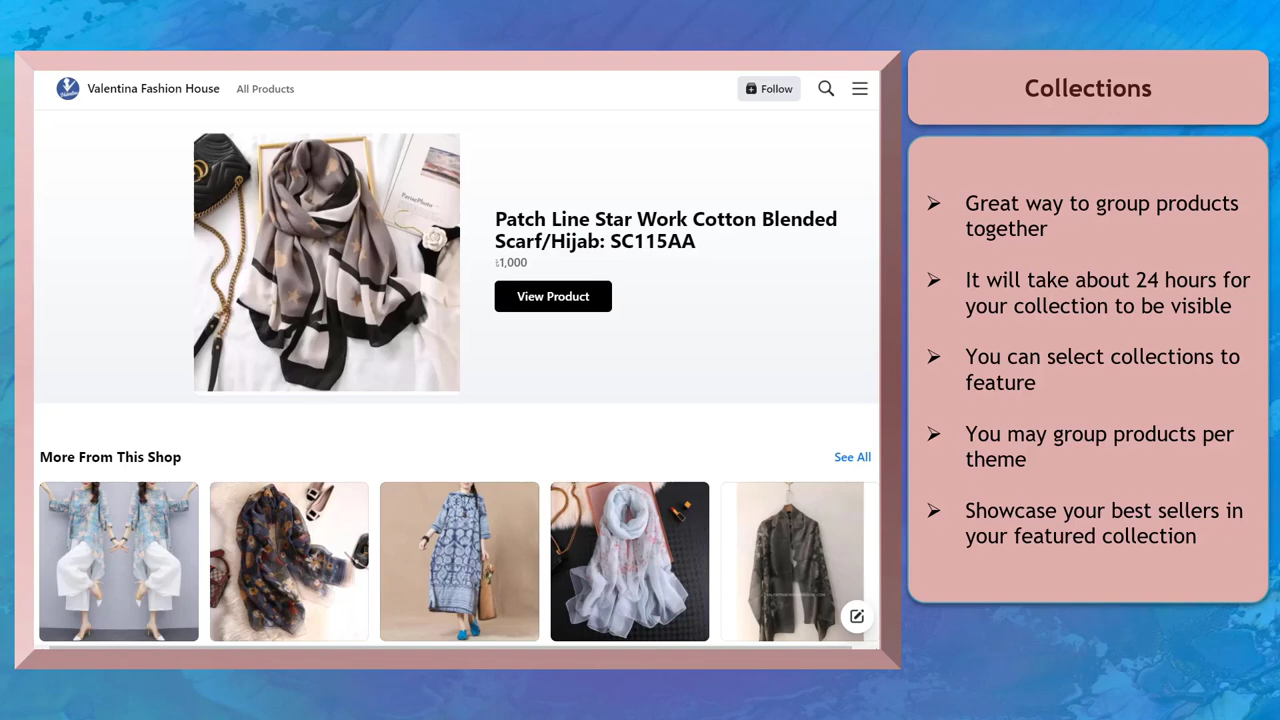 Valentina Fashion House
All Products
Follow
Patch Line Star Work Cotton Blended
Scarf/Hijab: SC115AA
৳1,000
View Product
More From This Shop
See All
Collections
➢ Great way to group products
together
➢ It will take about 24 hours for
your collection to be visible
➢ You can select collections to
feature
➢ You may group products per
theme
➢ Showcase your best sellers in
your featured collection